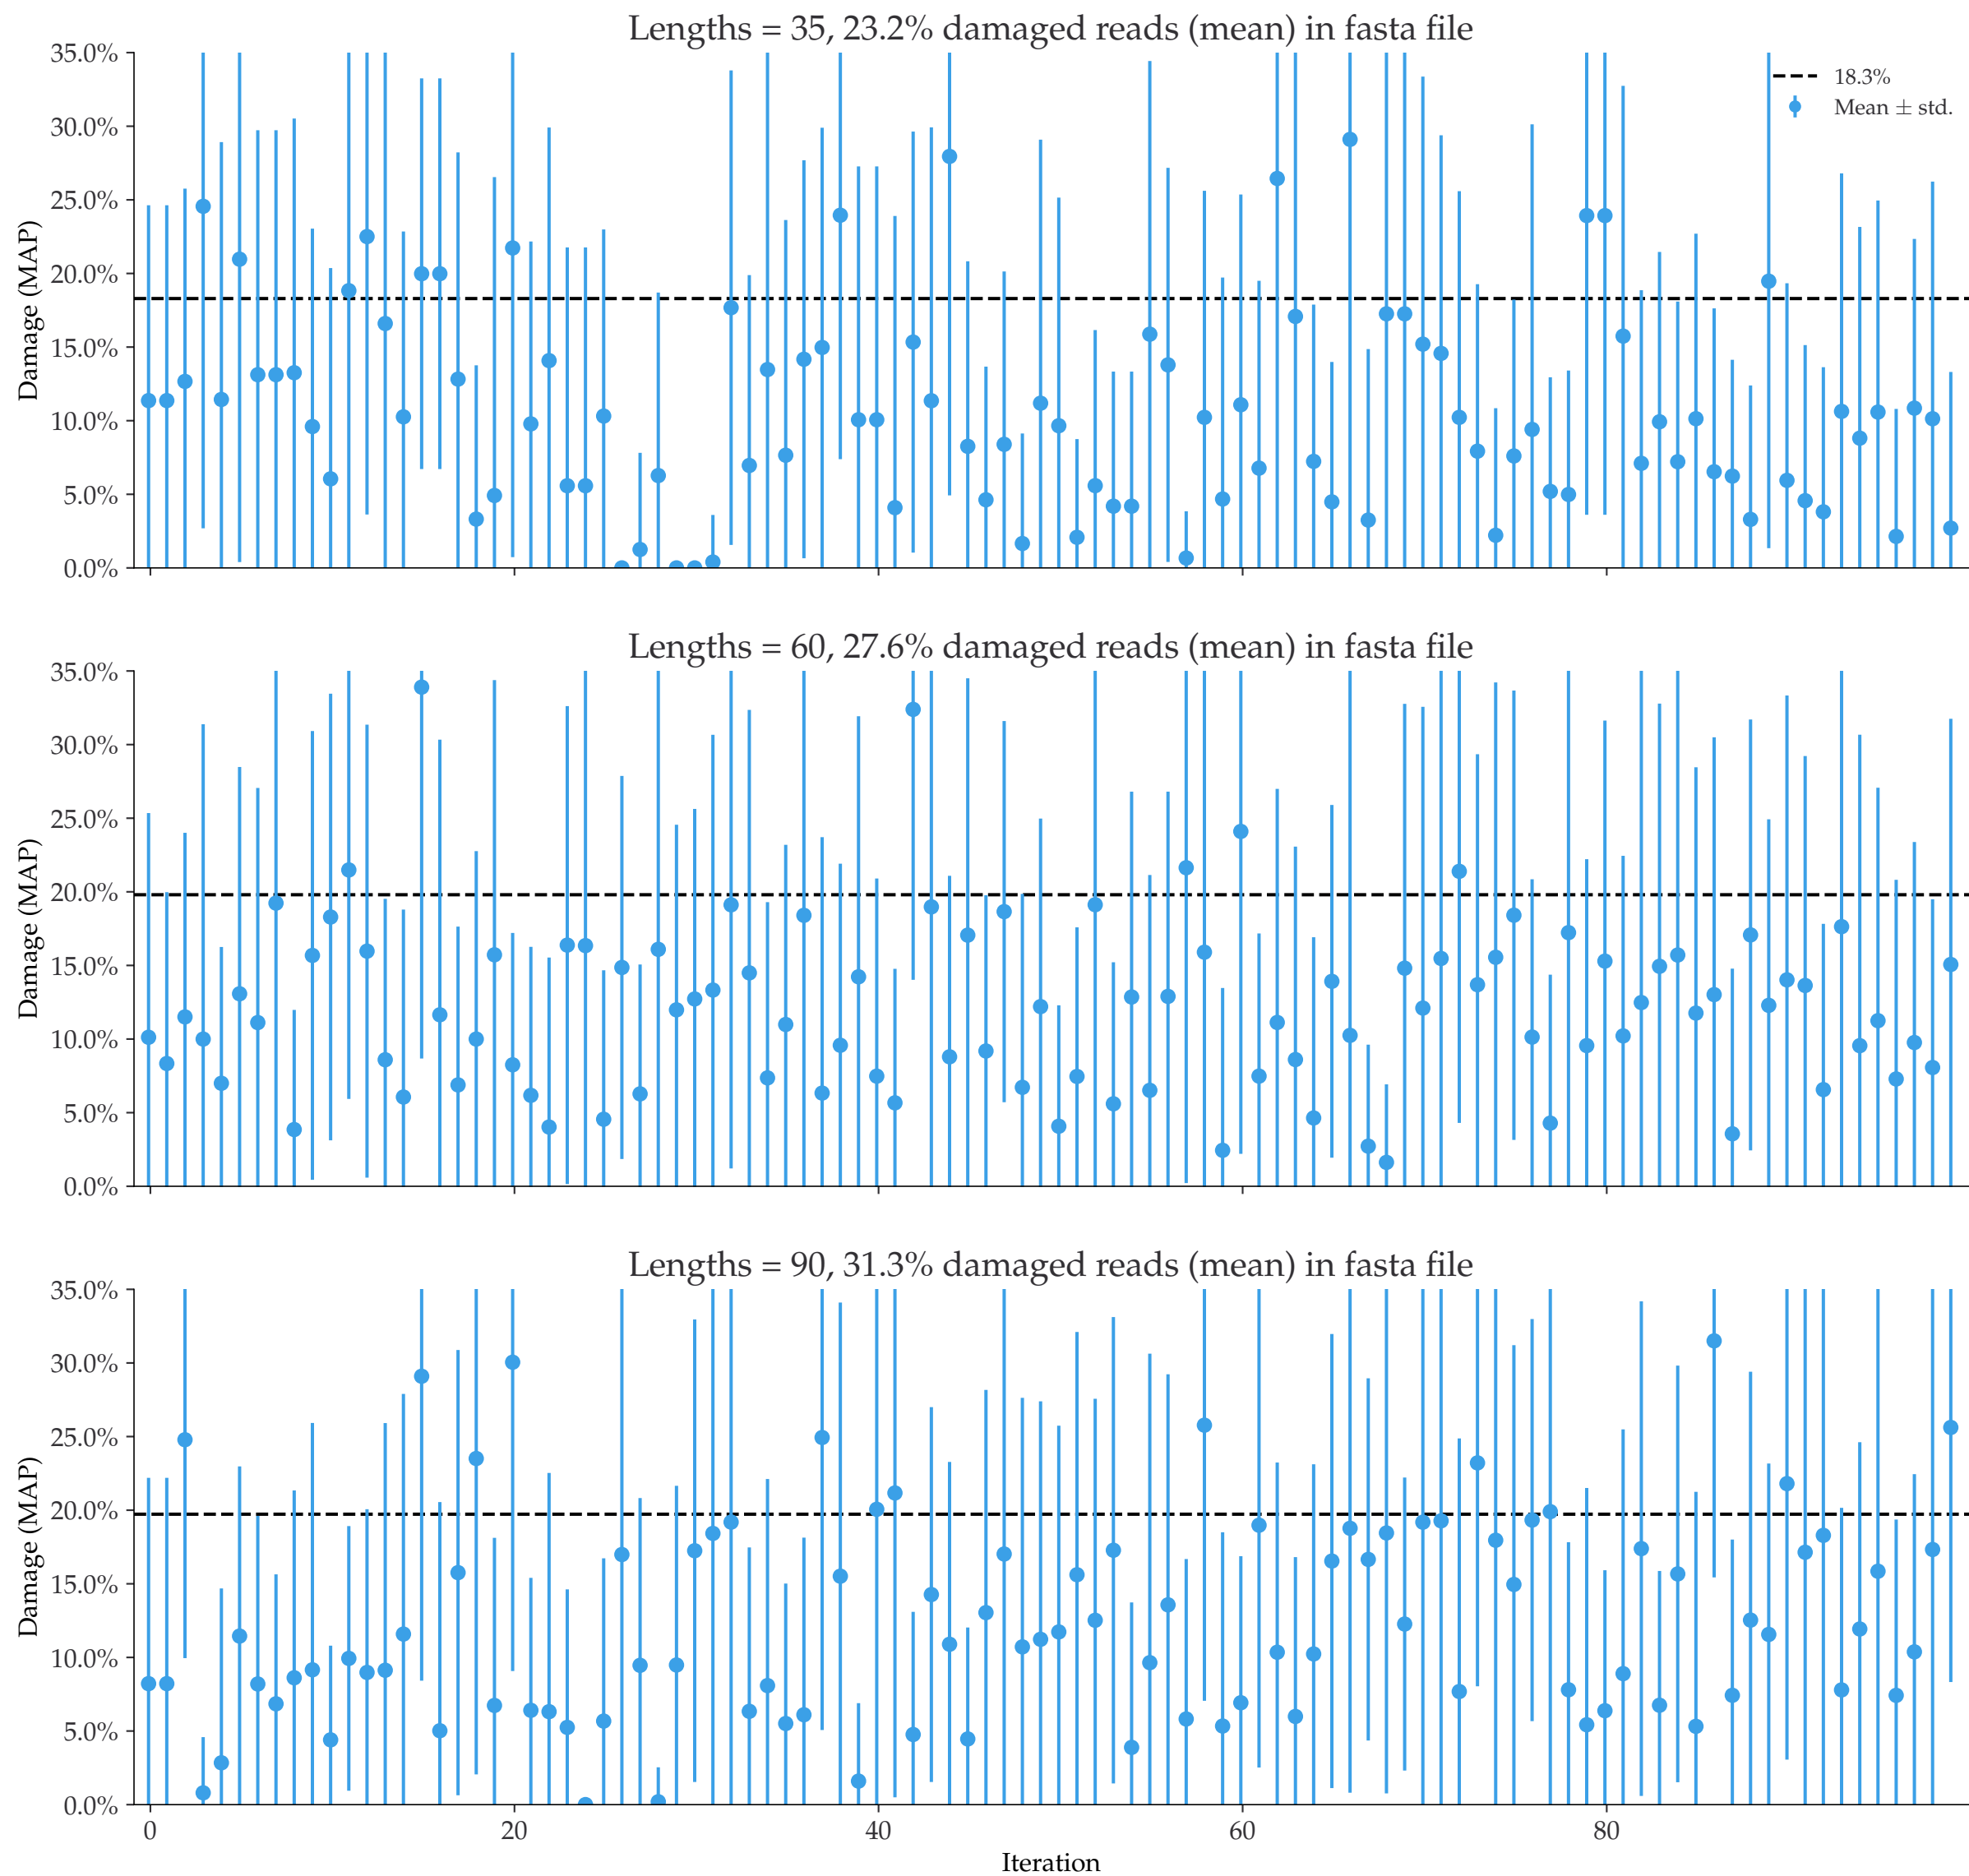 Lengths = 35, 23.2% damaged reads (mean) in fasta file
35.0%
30.0%
25.0%
20.0%
15.0%
10.0%
5.0%
0.0%
Damage (MAP)
18.3%
Mean ± std.
Lengths = 60, 27.6% damaged reads (mean) in fasta file
35.0%
30.0%
25.0%
20.0%
15.0%
10.0%
5.0%
0.0%
Damage (MAP)
Lengths = 90, 31.3% damaged reads (mean) in fasta file
35.0%
30.0%
25.0%
20.0%
15.0%
10.0%
5.0%
0.0%
Damage (MAP)
0 20 40 60 80
Iteration